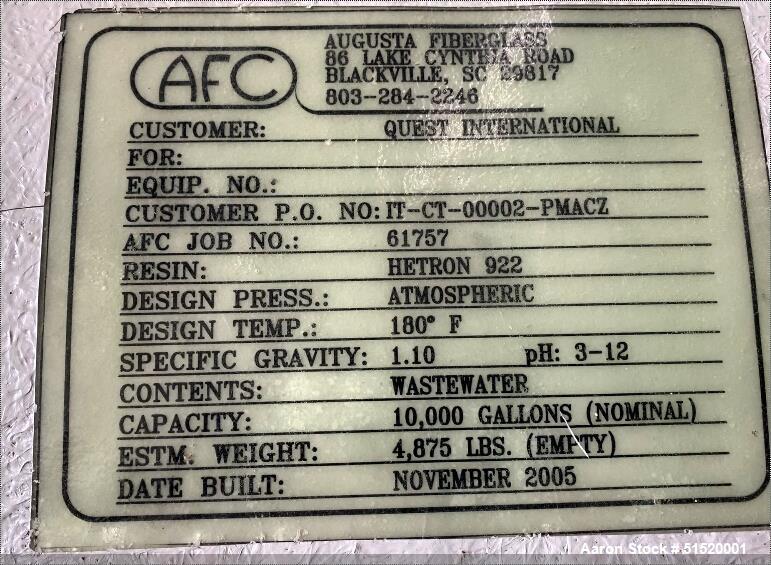 AFC
AUGUSTA FIBERGLASS
86 LAKE CYNTHYA ROAD
BLACKVILLE, SC 29817
803-284-2246
CUSTOMER: QUEST INTERNATIONAL
FOR:
EQUIP. NO.:
CUSTOMER P.O. NO: IT-CT-00002-PMACZ
AFC JOB NO.: 61757
RESIN: HETRON 922
DESIGN PRESS.: ATMOSPHERIC
DESIGN TEMP.: 180° F
SPECIFIC GRAVITY: 1.10 pH: 3-12
CONTENTS: WASTEWATER
CAPACITY: 10,000 GALLONS (NOMINAL)
ESTM. WEIGHT: 4,875 LBS. (EMPTY)
DATE BUILT: NOVEMBER 2005
Aaron Stock # 51520001